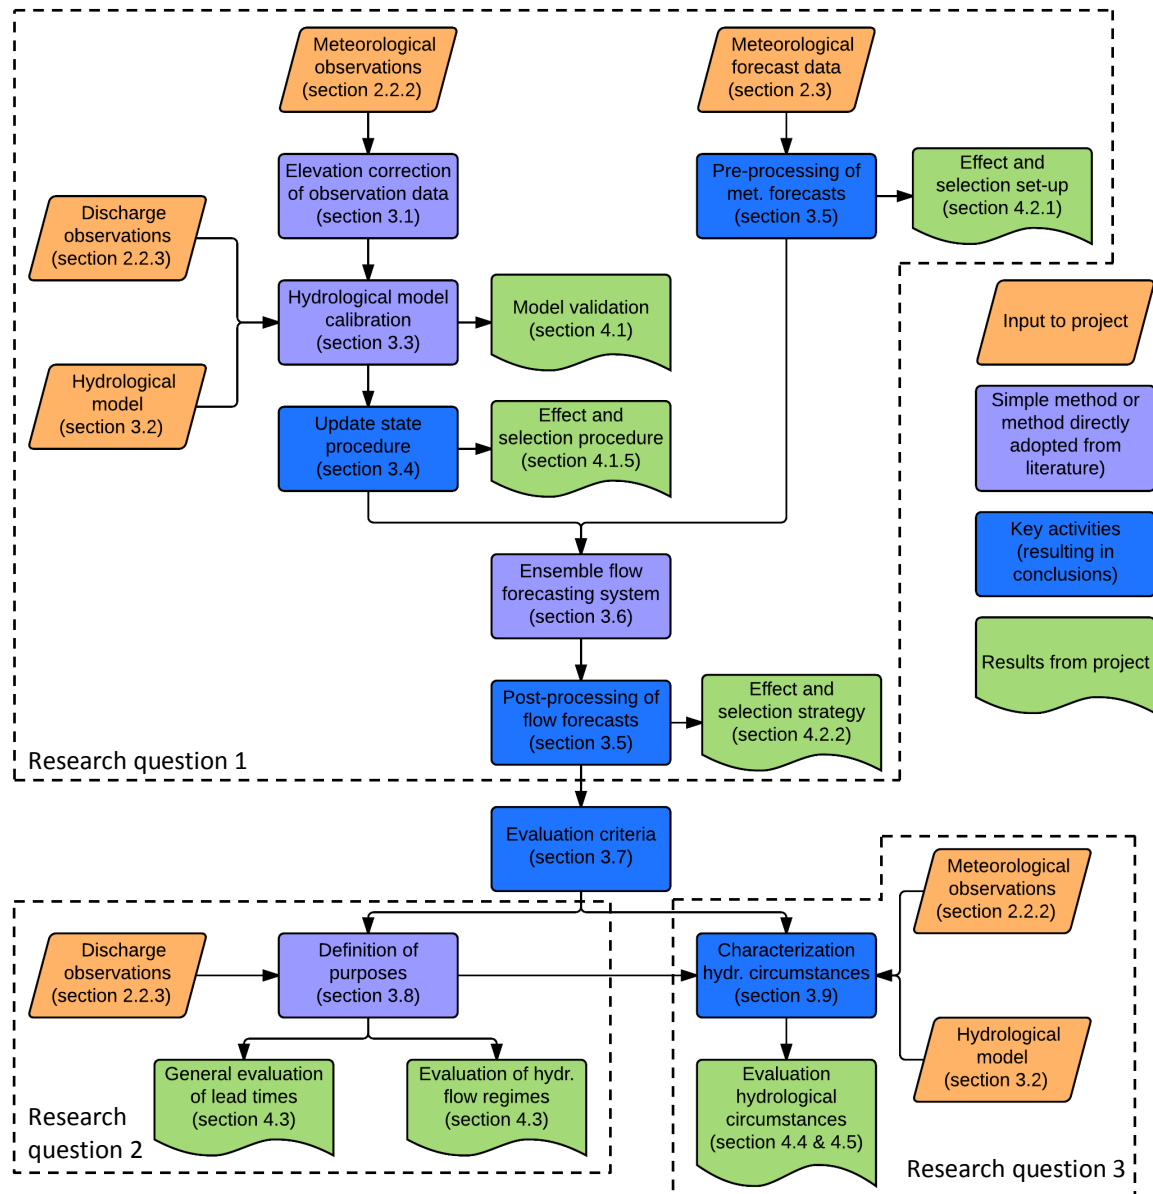 Meteorological
observations
(section 2.2.2)
Meteorological
forecast data
(section 2.3)
Elevation correction
of observation data
(section 3.1)
Pre-processing of
met. forecasts
(section 3.5)
Effect and
selection set-up
(section 4.2.1)
Discharge
observations
(section 2.2.3)
Hydrological model
calibration
(section 3.3)
Model validation
(section 4.1)
Input to project
Hydrological
model
(section 3.2)
Update state
procedure
(section 3.4)
Effect and
selection procedure
(section 4.1.5)
Simple method or
method directly
adopted from
literature)
Key activities
(resulting in
conclusions)
Ensemble flow
forecasting system
(section 3.6)
Results from project
Post-processing of
flow forecasts
(section 3.5)
Effect and
selection strategy
(section 4.2.2)
Research question 1
Evaluation criteria
(section 3.7)
Meteorological
observations
(section 2.2.2)
Discharge
observations
(section 2.2.3)
Definition of
purposes
(section 3.8)
Characterization
hydr. circumstances
(section 3.9)
Hydrological
model
(section 3.2)
General evaluation
of lead times
(section 4.3)
Evaluation of hydr.
flow regimes
(section 4.3)
Evaluation
hydrological
circumstances
(section 4.4 & 4.5)
Research
question 2
Research question 3